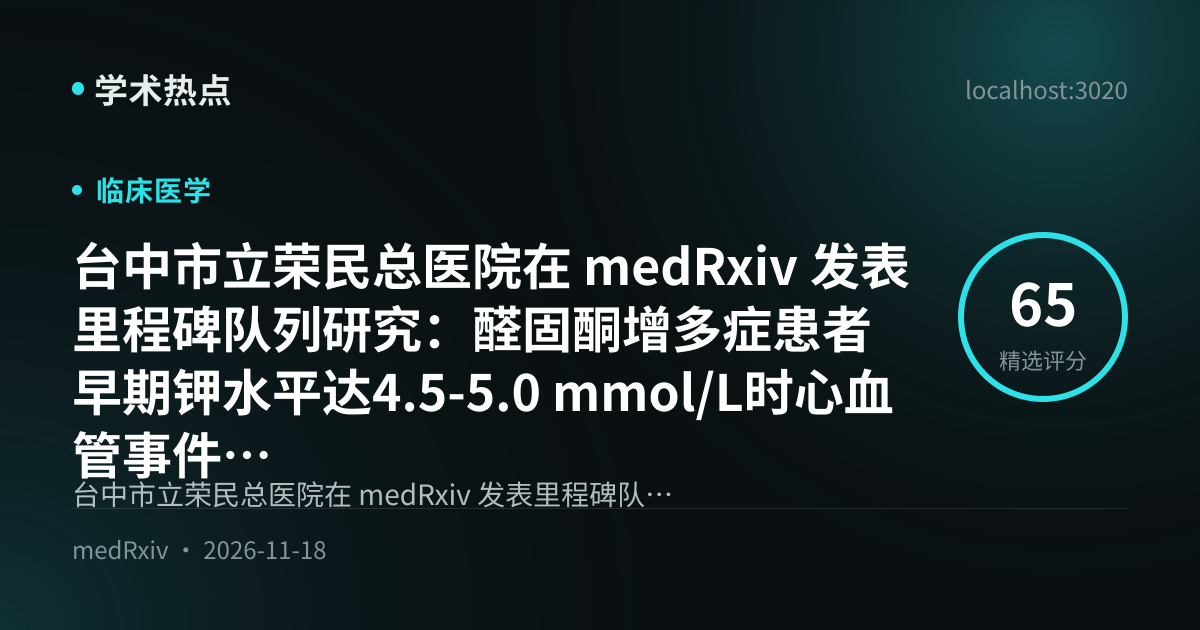 学术热点
localhost:3020
临床医学
台中市立荣民总医院在 medRxiv 发表
里程碑队列研究：醛固酮增多症患者
早期钾水平达4.5-5.0 mmol/L时心血
管事件…
65
精选评分
台中市立荣民总医院在 medRxiv 发表里程碑队…
medRxiv · 2026-11-18